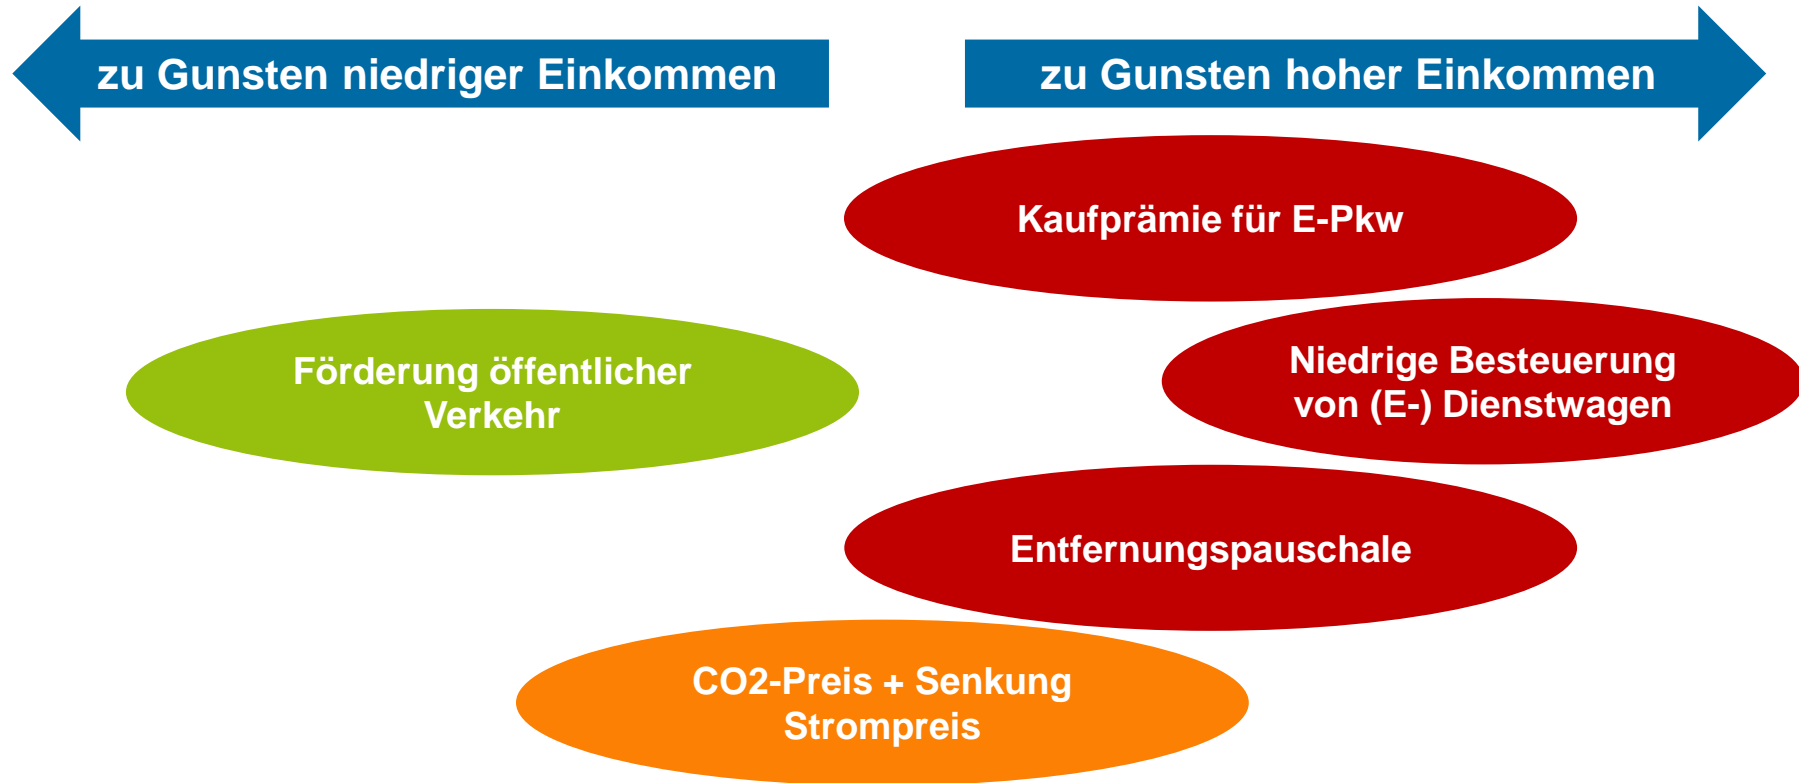 zu Gunsten niedriger Einkommen
zu Gunsten hoher Einkommen
Kaufprämie für E-Pkw
Förderung öffentlicher
Verkehr
Niedrige Besteuerung
von (E-) Dienstwagen
Entfernungspauschale
CO2-Preis + Senkung
Strompreis